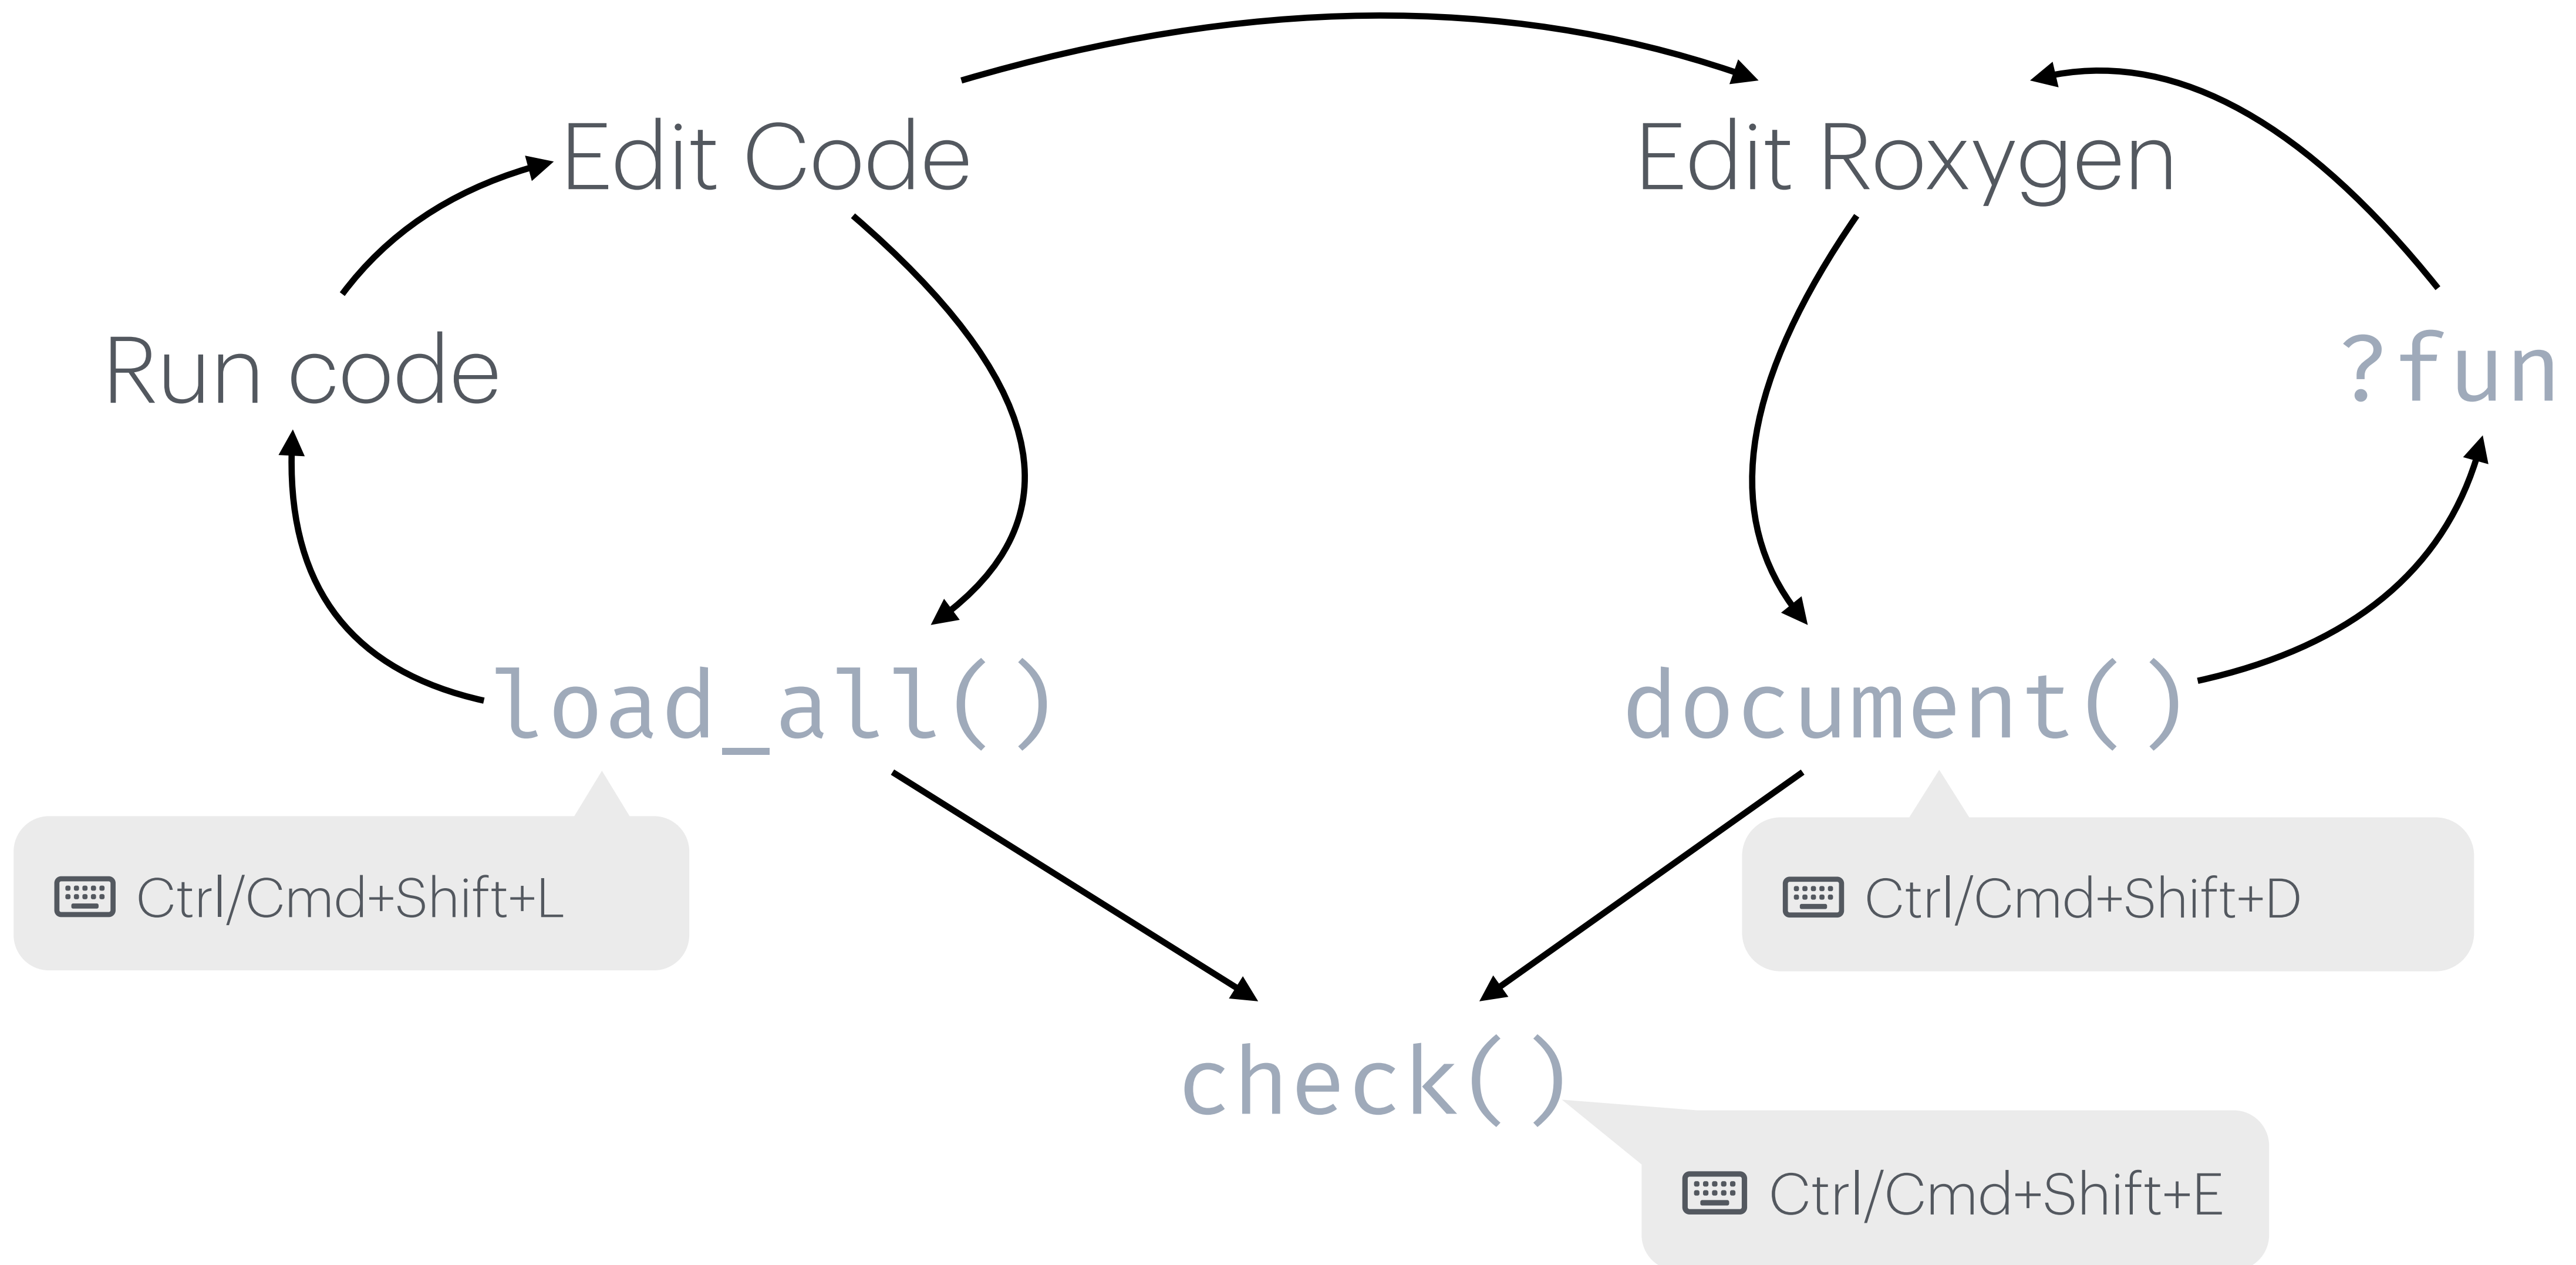 Edit Code
Edit Roxygen
Run code
?fun
load_all()
document()
Ctrl/Cmd+Shift+L
Ctrl/Cmd+Shift+D
check()
Ctrl/Cmd+Shift+E